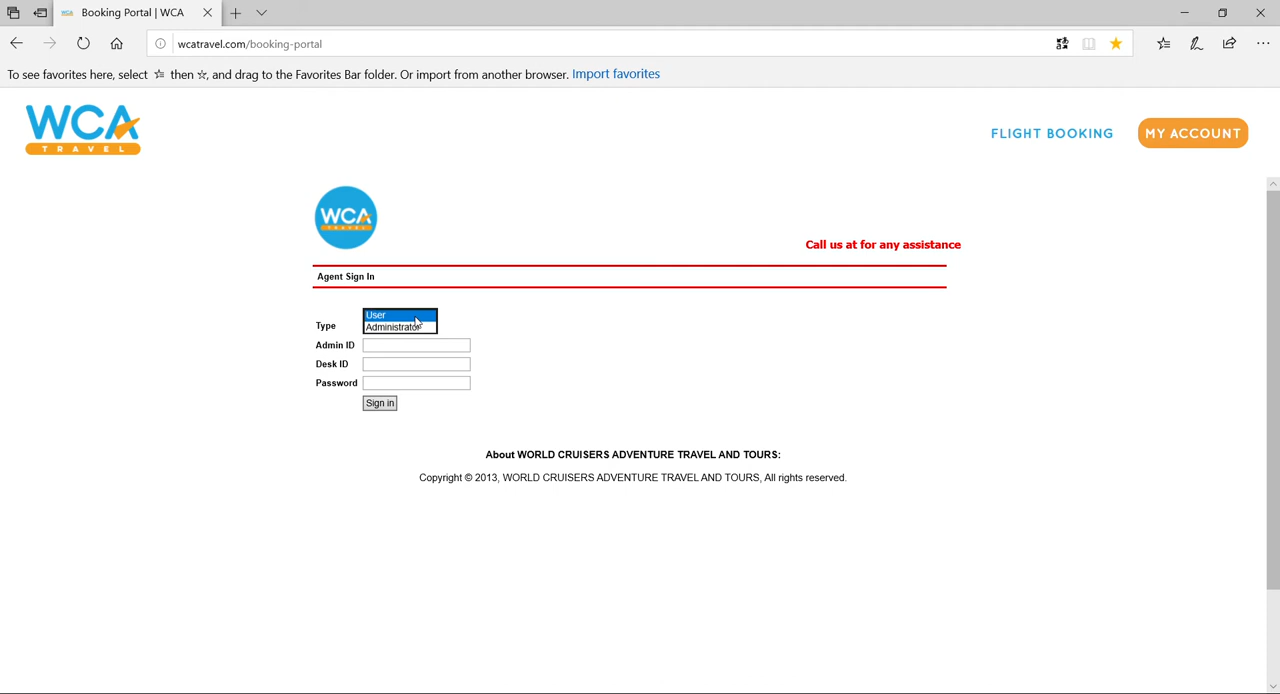 Booking Portal | WCA
wcatravel.com/booking-portal
To see favorites here, select ☆ then ☆, and drag to the Favorites Bar folder. Or import from another browser. Import favorites
WCA
TRAVEL
FLIGHT BOOKING
MY ACCOUNT
WCA
TRAVEL
Call us at for any assistance
Agent Sign In
Type
User
Administrator
Admin ID
Desk ID
Password
Sign in
About WORLD CRUISERS ADVENTURE TRAVEL AND TOURS:
Copyright © 2013, WORLD CRUISERS ADVENTURE TRAVEL AND TOURS, All rights reserved.